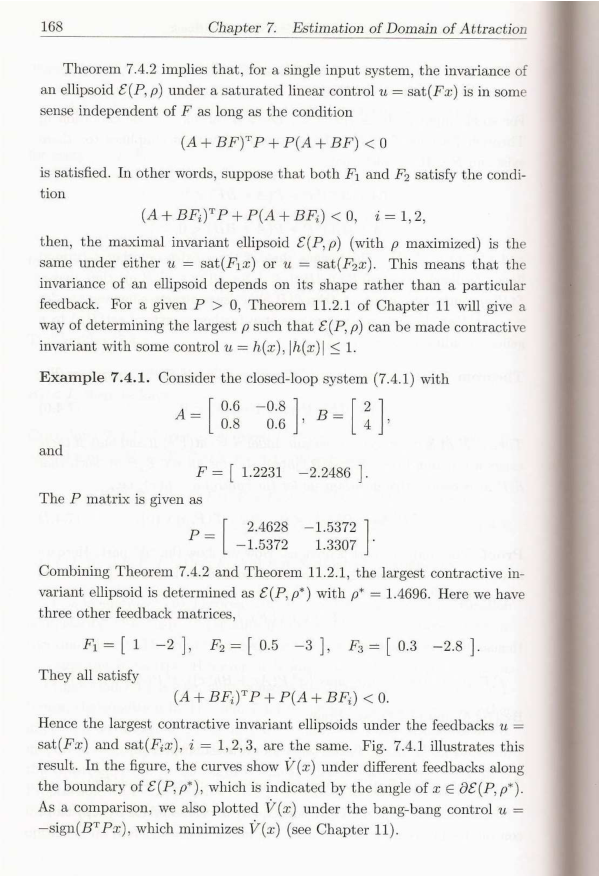 168 Chapter 7. Estimation of Domain of Attraction
Theorem 7.4.2 implies that, for a single input system, the invariance of
an ellipsoid ℰ(P, ρ) under a saturated linear control u = sat(Fx) is in some
sense independent of F as long as the condition
(A + BF)ᵀP + P(A + BF) < 0
is satisfied. In other words, suppose that both F₁ and F₂ satisfy the condi-
tion
(A + BFᵢ)ᵀP + P(A + BFᵢ) < 0, i = 1, 2,
then, the maximal invariant ellipsoid ℰ(P, ρ) (with ρ maximized) is the
same under either u = sat(F₁x) or u = sat(F₂x). This means that the
invariance of an ellipsoid depends on its shape rather than a particular
feedback. For a given P > 0, Theorem 11.2.1 of Chapter 11 will give a
way of determining the largest ρ such that ℰ(P, ρ) can be made contractive
invariant with some control u = h(x), |h(x)| ≤ 1.
Example 7.4.1. Consider the closed-loop system (7.4.1) with
A = [ 0.6 −0.8 ; 0.8 0.6 ], B = [ 2 ; 4 ],
and
F = [ 1.2231 −2.2486 ].
The P matrix is given as
P = [ 2.4628 −1.5372 ; −1.5372 1.3307 ].
Combining Theorem 7.4.2 and Theorem 11.2.1, the largest contractive in-
variant ellipsoid is determined as ℰ(P, ρ*) with ρ* = 1.4696. Here we have
three other feedback matrices,
F₁ = [ 1 −2 ], F₂ = [ 0.5 −3 ], F₃ = [ 0.3 −2.8 ].
They all satisfy
(A + BFᵢ)ᵀP + P(A + BFᵢ) < 0.
Hence the largest contractive invariant ellipsoids under the feedbacks u =
sat(Fx) and sat(Fᵢx), i = 1, 2, 3, are the same. Fig. 7.4.1 illustrates this
result. In the figure, the curves show V̇(x) under different feedbacks along
the boundary of ℰ(P, ρ*), which is indicated by the angle of x ∈ ∂ℰ(P, ρ*).
As a comparison, we also plotted V̇(x) under the bang-bang control u =
−sign(BᵀPx), which minimizes V̇(x) (see Chapter 11).